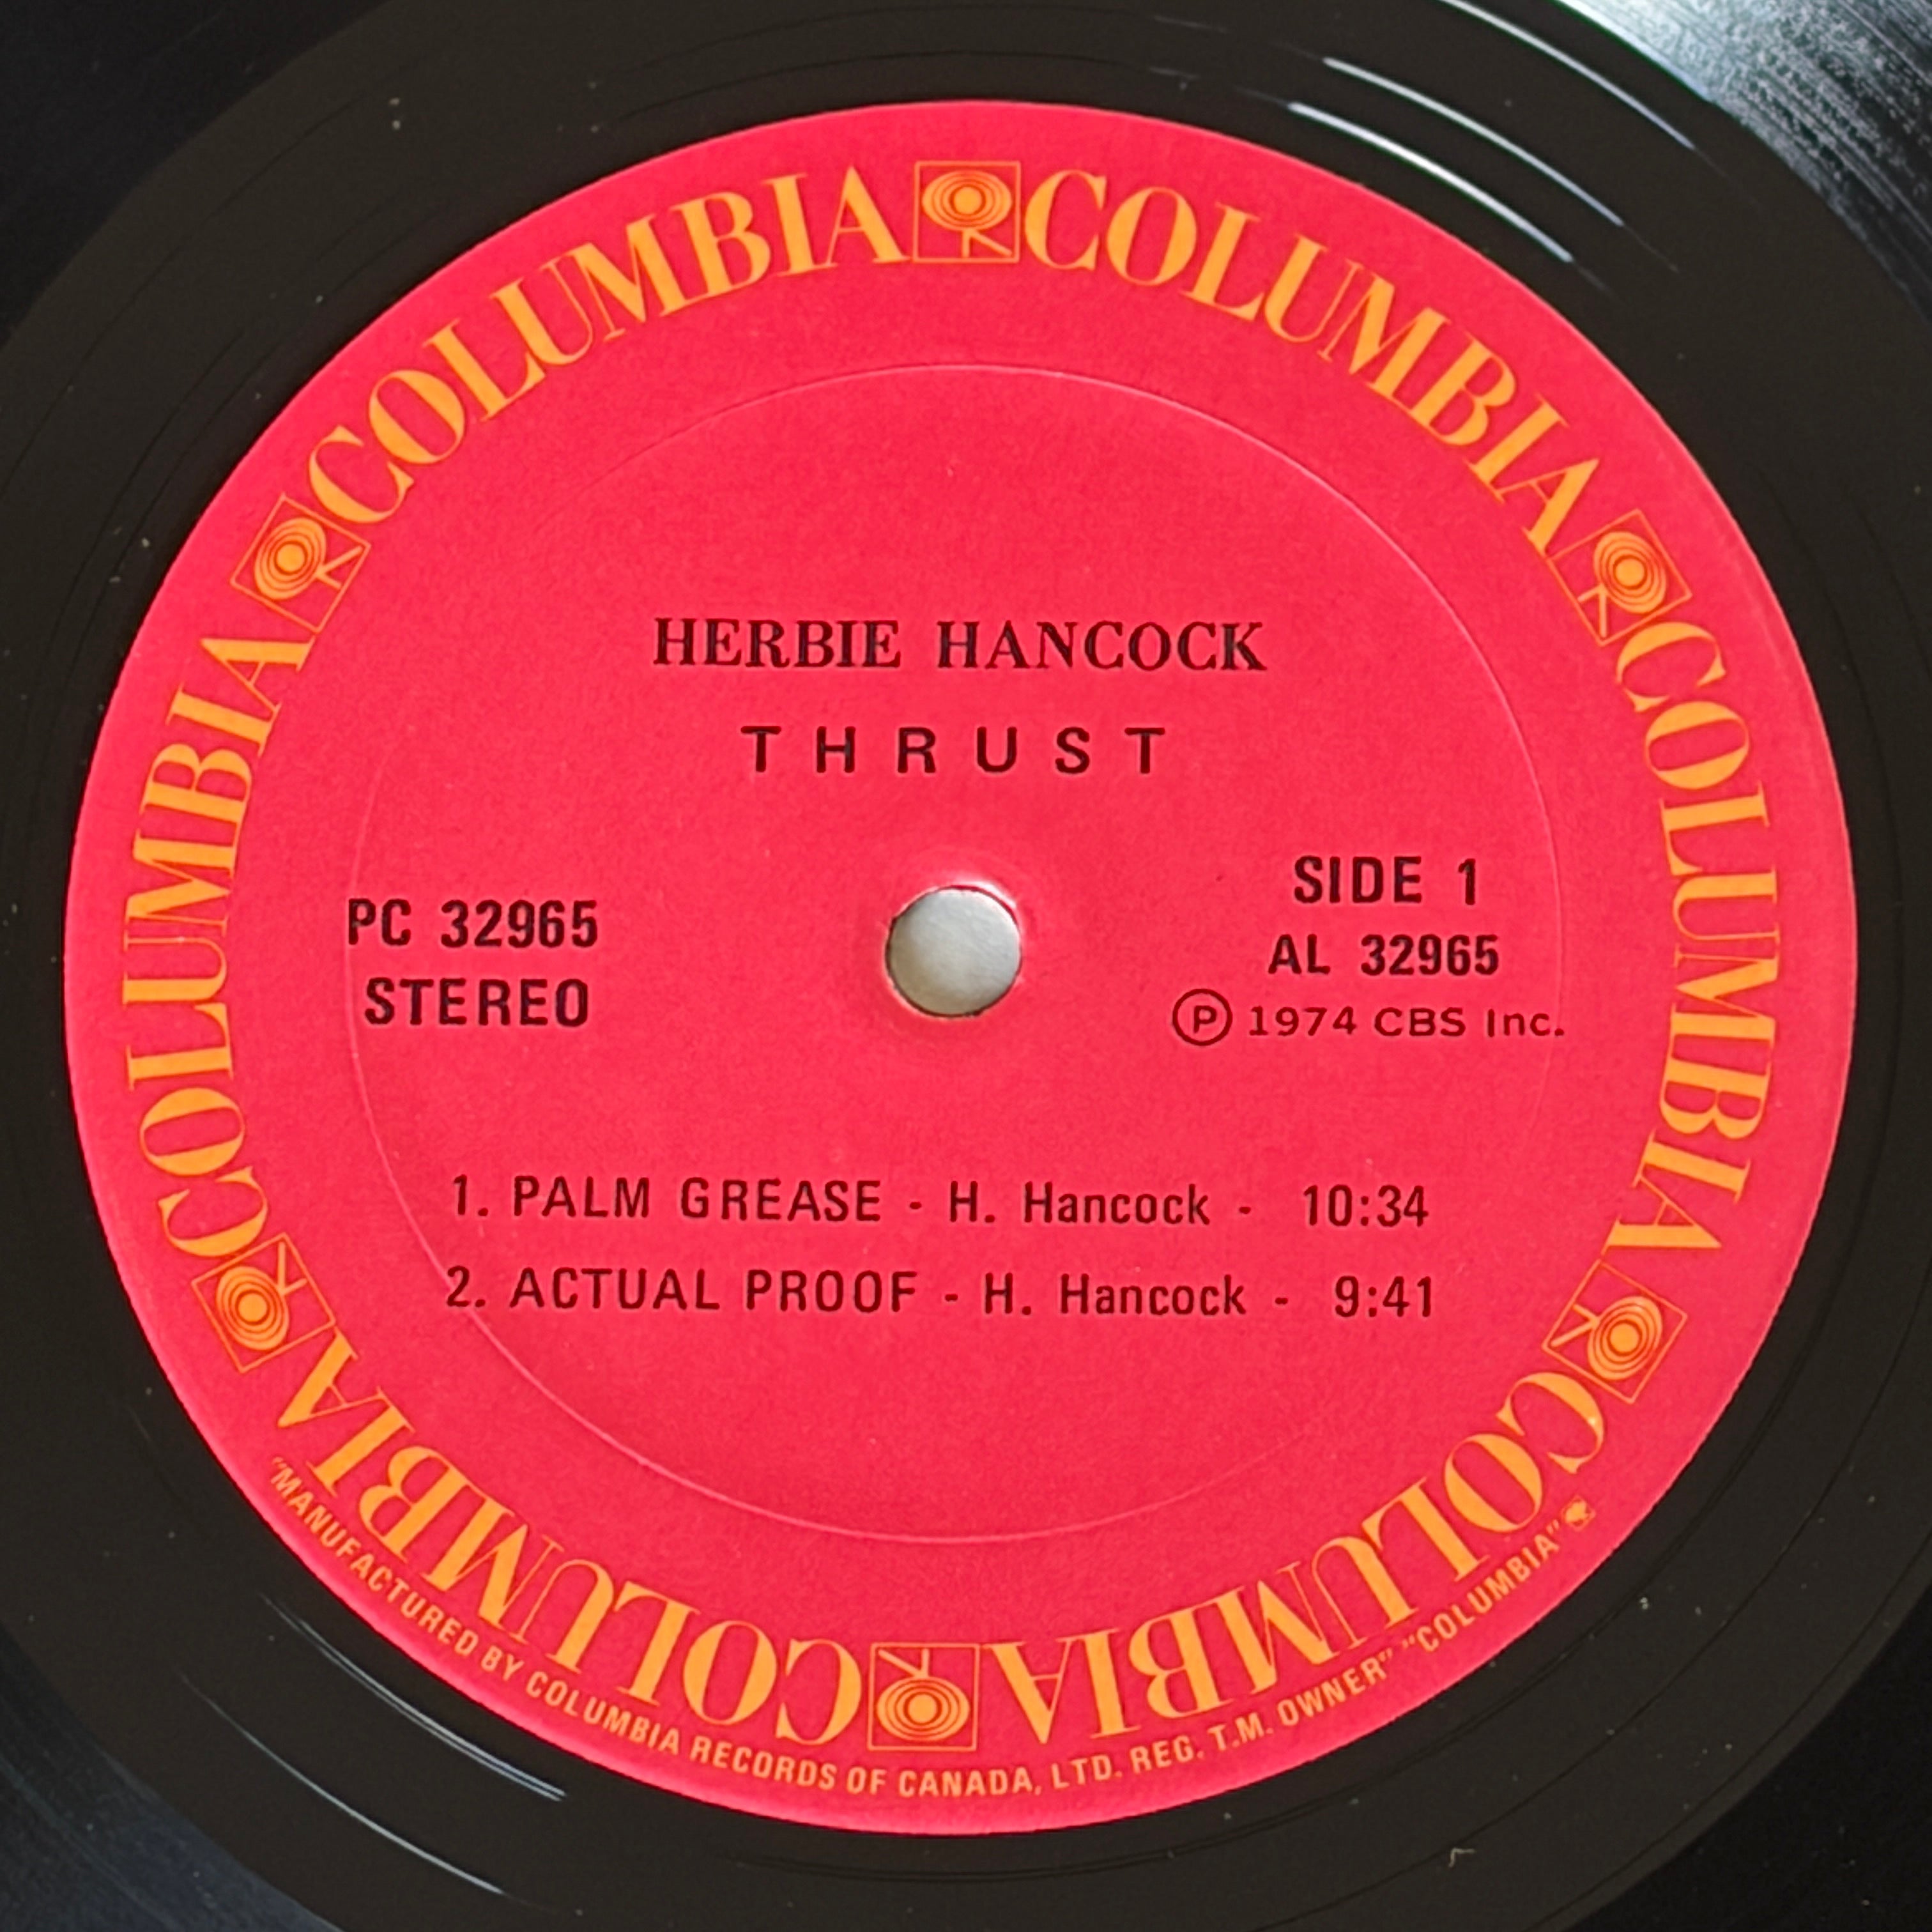 COLUMBIA COLUMBIA COLUMBIA COLUMBIA COLUMBIA COLUMBIA
HERBIE HANCOCK
THRUST
PC 32965
STEREO
SIDE 1
AL 32965
Ⓟ 1974 CBS Inc.
1. PALM GREASE - H. Hancock - 10:34
2. ACTUAL PROOF - H. Hancock - 9:41
"MANUFACTURED BY COLUMBIA RECORDS OF CANADA, LTD. REG. T.M. OWNER" "COLUMBIA"